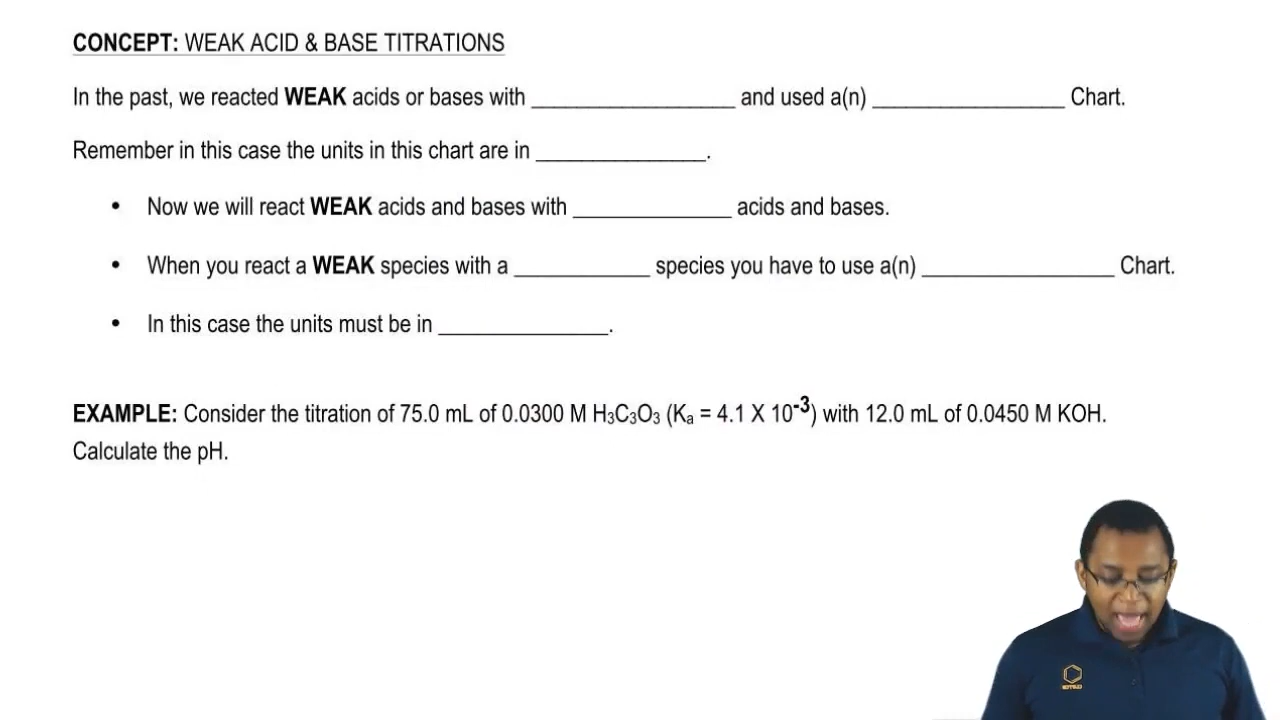 CONCEPT: WEAK ACID & BASE TITRATIONS
In the past, we reacted WEAK acids or bases with __________________ and used a(n) _________________ Chart.
Remember in this case the units in this chart are in _______________.
• Now we will react WEAK acids and bases with ______________ acids and bases.
• When you react a WEAK species with a ____________ species you have to use a(n) _________________ Chart.
• In this case the units must be in _______________.
EXAMPLE: Consider the titration of 75.0 mL of 0.0300 M H₃C₃O₃ (Kₐ = 4.1 X 10⁻³) with 12.0 mL of 0.0450 M KOH.
Calculate the pH.